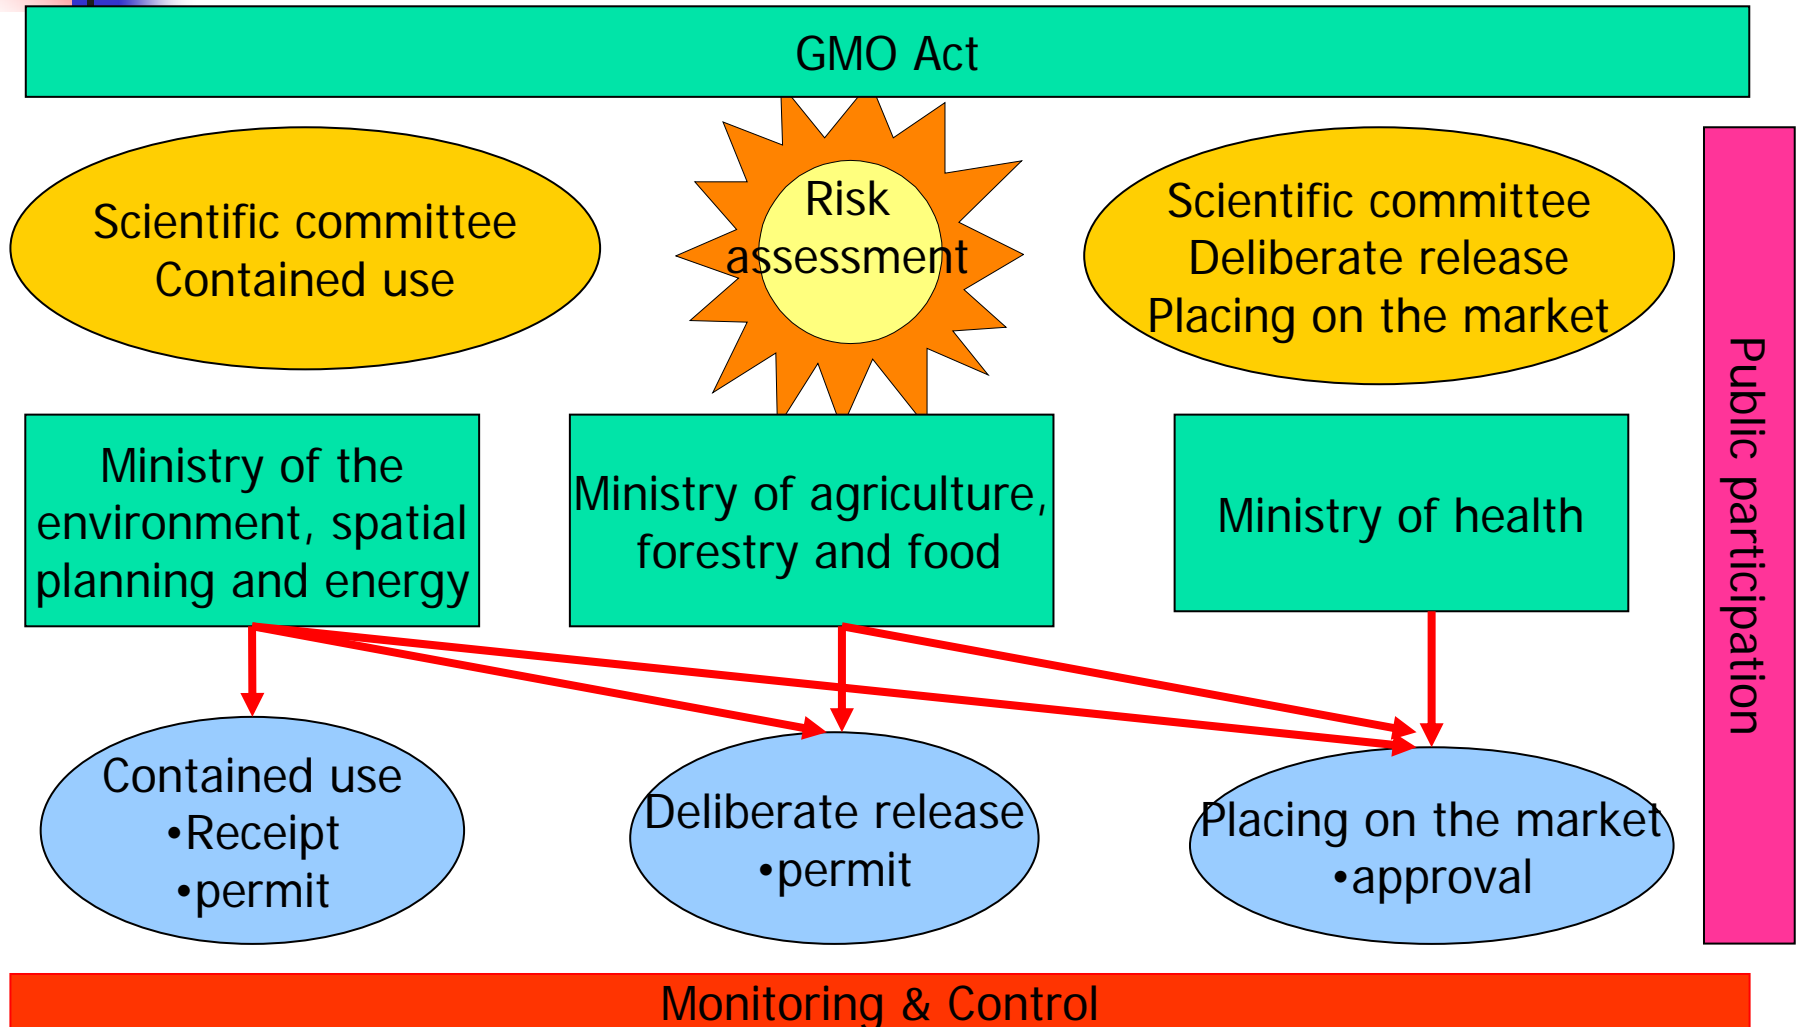 GMO Act
Scientific committee
Contained use
Risk
assessment
Scientific committee
Deliberate release
Placing on the market
Public participation
Ministry of the
environment, spatial
planning and energy
Ministry of agriculture,
forestry and food
Ministry of health
Contained use
•Receipt
•permit
Deliberate release
•permit
Placing on the market
•approval
Monitoring & Control